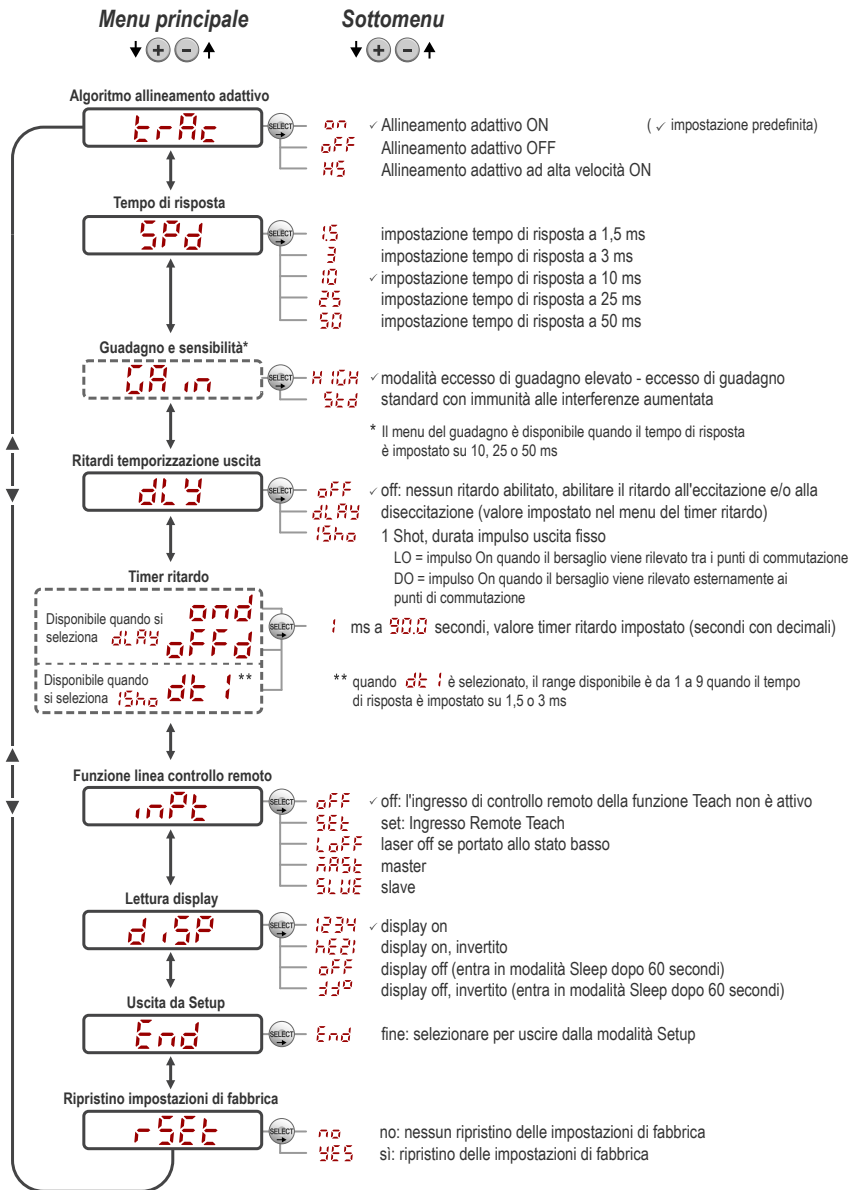 Menu principale
Sottomenu
+ -
+ -
Algoritmo allineamento adattivo
trAc
SELECT
on ✓ Allineamento adattivo ON
( ✓ impostazione predefinita)
oFF Allineamento adattivo OFF
HS Allineamento adattivo ad alta velocità ON
Tempo di risposta
SPd
SELECT
1.5 impostazione tempo di risposta a 1,5 ms
3 impostazione tempo di risposta a 3 ms
10 ✓ impostazione tempo di risposta a 10 ms
25 impostazione tempo di risposta a 25 ms
50 impostazione tempo di risposta a 50 ms
Guadagno e sensibilità*
GA in
SELECT
HIGH ✓ modalità eccesso di guadagno elevato - eccesso di guadagno
Std standard con immunità alle interferenze aumentata
* Il menu del guadagno è disponibile quando il tempo di risposta
è impostato su 10, 25 o 50 ms
Ritardi temporizzazione uscita
dLY
SELECT
oFF ✓ off: nessun ritardo abilitato, abilitare il ritardo all'eccitazione e/o alla
dLAY diseccitazione (valore impostato nel menu del timer ritardo)
1Sho 1 Shot, durata impulso uscita fisso
LO = impulso On quando il bersaglio viene rilevato tra i punti di commutazione
DO = impulso On quando il bersaglio viene rilevato esternamente ai
punti di commutazione
Timer ritardo
Disponibile quando si
seleziona dLAY
ond
oFFd
SELECT
1 ms a 90.0 secondi, valore timer ritardo impostato (secondi con decimali)
Disponibile quando
si seleziona 1Sho
dt 1 **
** quando dt 1 è selezionato, il range disponibile è da 1 a 9 quando il tempo
di risposta è impostato su 1,5 o 3 ms
Funzione linea controllo remoto
inPt
SELECT
oFF ✓ off: l'ingresso di controllo remoto della funzione Teach non è attivo
SEt set: Ingresso Remote Teach
LoFF laser off se portato allo stato basso
MASt master
SLVE slave
Lettura display
diSP
SELECT
1234 ✓ display on
hEZ1 display on, invertito
oFF display off (entra in modalità Sleep dopo 60 secondi)
display off, invertito (entra in modalità Sleep dopo 60 secondi)
Uscita da Setup
End
SELECT
End fine: selezionare per uscire dalla modalità Setup
Ripristino impostazioni di fabbrica
rSEt
SELECT
no no: nessun ripristino delle impostazioni di fabbrica
YES sì: ripristino delle impostazioni di fabbrica